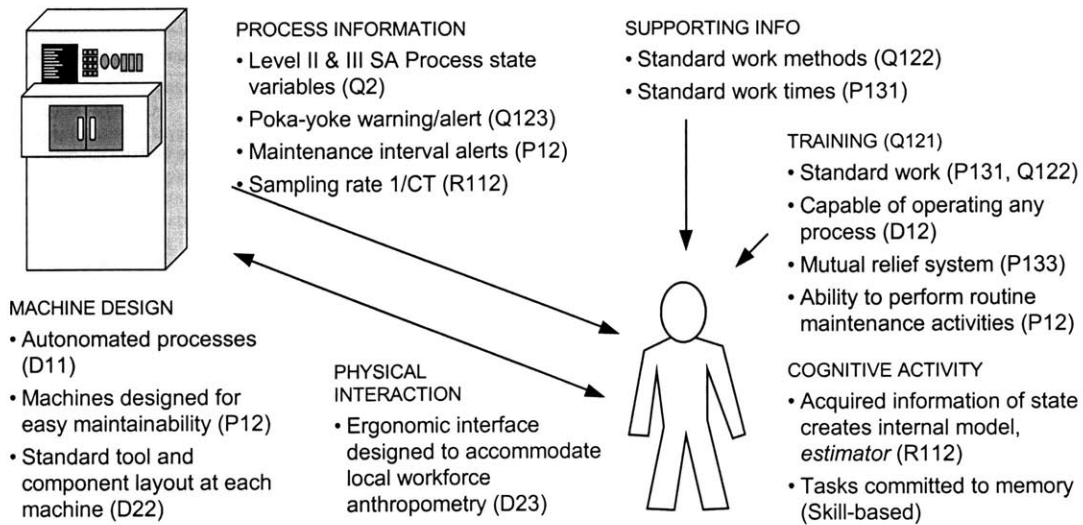 PROCESS INFORMATION
• Level II & III SA Process state
variables (Q2)
• Poka-yoke warning/alert (Q123)
• Maintenance interval alerts (P12)
• Sampling rate 1/CT (R112)
SUPPORTING INFO
• Standard work methods (Q122)
• Standard work times (P131)
TRAINING (Q121)
• Standard work (P131, Q122)
• Capable of operating any
process (D12)
• Mutual relief system (P133)
• Ability to perform routine
maintenance activities (P12)
MACHINE DESIGN
• Autonomated processes
(D11)
• Machines designed for
easy maintainability (P12)
• Standard tool and
component layout at each
machine (D22)
PHYSICAL
INTERACTION
• Ergonomic interface
designed to accommodate
local workforce
anthropometry (D23)
COGNITIVE ACTIVITY
• Acquired information of state
creates internal model,
estimator (R112)
• Tasks committed to memory
(Skill-based)